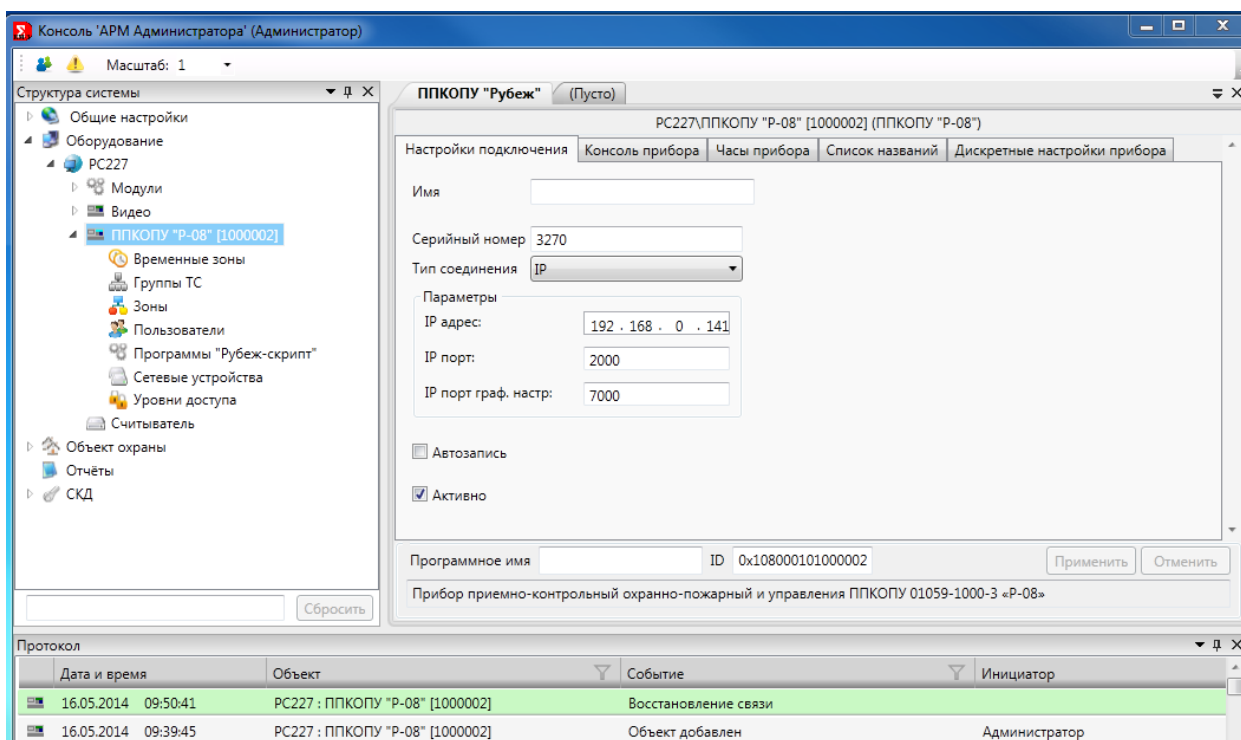 Консоль 'АРМ Администратора' (Администратор)
Масштаб: 1
Структура системы
Общие настройки
Оборудование
PC227
Модули
Видео
ППКОПУ "Р-08" [1000002]
Временные зоны
Группы ТС
Зоны
Пользователи
Программы "Рубеж-скрипт"
Сетевые устройства
Уровни доступа
Считыватель
Объект охраны
Отчёты
СКД
Сбросить
ППКОПУ "Рубеж"
(Пусто)
PC227\ППКОПУ "Р-08" [1000002] (ППКОПУ "Р-08")
Настройки подключения
Консоль прибора
Часы прибора
Список названий
Дискретные настройки прибора
Имя
Серийный номер 3270
Тип соединения IP
Параметры
IP адрес: 192 . 168 . 0 . 141
IP порт: 2000
IP порт граф. настр: 7000
Автозапись
Активно
Программное имя
ID 0x108000101000002
Применить
Отменить
Прибор приемно-контрольный охранно-пожарный и управления ППКОПУ 01059-1000-3 «Р-08»
Протокол
Дата и время Объект Событие Инициатор
16.05.2014 09:50:41 PC227 : ППКОПУ "Р-08" [1000002] Восстановление связи
16.05.2014 09:39:45 PC227 : ППКОПУ "Р-08" [1000002] Объект добавлен Администратор